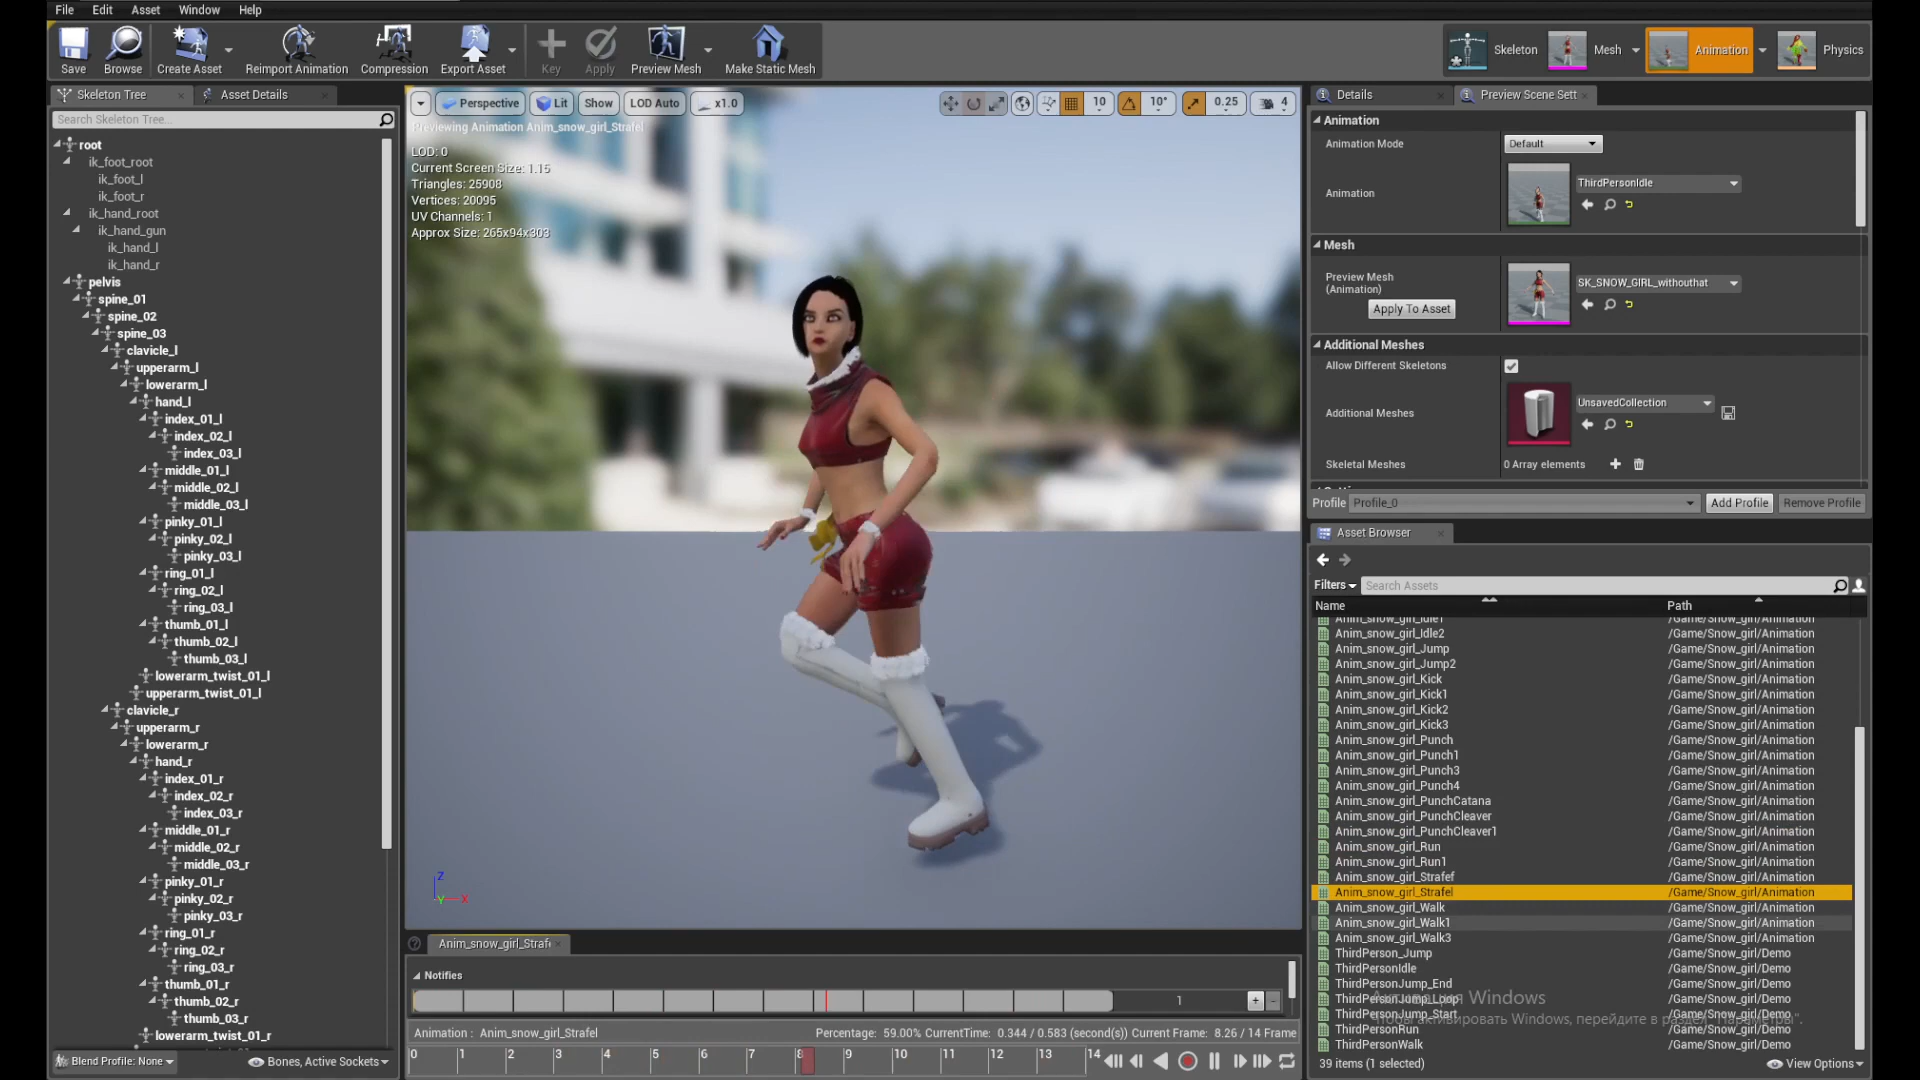 File Edit Asset Window Help
Save Browse Create Asset Reimport Animation Compression Export Asset Key Apply Preview Mesh Make Static Mesh Skeleton Mesh Animation Physics
Skeleton Tree Asset Details
Search Skeleton Tree...
root
ik_foot_root
ik_foot_l
ik_foot_r
ik_hand_root
ik_hand_gun
ik_hand_l
ik_hand_r
pelvis
spine_01
spine_02
spine_03
clavicle_l
upperarm_l
lowerarm_l
hand_l
index_01_l
index_02_l
index_03_l
middle_01_l
middle_02_l
middle_03_l
pinky_01_l
pinky_02_l
pinky_03_l
ring_01_l
ring_02_l
ring_03_l
thumb_01_l
thumb_02_l
thumb_03_l
lowerarm_twist_01_l
upperarm_twist_01_l
clavicle_r
upperarm_r
lowerarm_r
hand_r
index_01_r
index_02_r
index_03_r
middle_01_r
middle_02_r
middle_03_r
pinky_01_r
pinky_02_r
pinky_03_r
ring_01_r
ring_02_r
ring_03_r
thumb_01_r
thumb_02_r
thumb_03_r
lowerarm_twist_01_r
Blend Profile: None Bones, Active Sockets
Perspective Lit Show LOD Auto x1.0 10 10° 0.25 4
Previewing Animation Anim_snow_girl_Strafel
LOD: 0
Current Screen Size: 1.15
Triangles: 25908
Vertices: 20095
UV Channels: 1
Approx Size: 265x94x303
Z
Y X
Anim_snow_girl_Straf
Notifies
1
Animation : Anim_snow_girl_Strafel Percentage: 59.00% CurrentTime: 0.344 / 0.583 (second(s)) Current Frame: 8.26 / 14 Frame
0 1 2 3 4 5 6 7 8 9 10 11 12 13 14
Details Preview Scene Sett
Animation
Animation Mode Default
Animation ThirdPersonIdle
Mesh
Preview Mesh
(Animation)
SK_SNOW_GIRL_withouthat
Apply To Asset
Additional Meshes
Allow Different Skeletons
Additional Meshes UnsavedCollection
Skeletal Meshes 0 Array elements
Profile Profile_0 Add Profile Remove Profile
Asset Browser
Filters Search Assets
Name Path
Anim_snow_girl_Idle1 /Game/Snow_girl/Animation
Anim_snow_girl_Idle2 /Game/Snow_girl/Animation
Anim_snow_girl_Jump /Game/Snow_girl/Animation
Anim_snow_girl_Jump2 /Game/Snow_girl/Animation
Anim_snow_girl_Kick /Game/Snow_girl/Animation
Anim_snow_girl_Kick1 /Game/Snow_girl/Animation
Anim_snow_girl_Kick2 /Game/Snow_girl/Animation
Anim_snow_girl_Kick3 /Game/Snow_girl/Animation
Anim_snow_girl_Punch /Game/Snow_girl/Animation
Anim_snow_girl_Punch1 /Game/Snow_girl/Animation
Anim_snow_girl_Punch3 /Game/Snow_girl/Animation
Anim_snow_girl_Punch4 /Game/Snow_girl/Animation
Anim_snow_girl_PunchCatana /Game/Snow_girl/Animation
Anim_snow_girl_PunchCleaver /Game/Snow_girl/Animation
Anim_snow_girl_PunchCleaver1 /Game/Snow_girl/Animation
Anim_snow_girl_Run /Game/Snow_girl/Animation
Anim_snow_girl_Run1 /Game/Snow_girl/Animation
Anim_snow_girl_Strafef /Game/Snow_girl/Animation
Anim_snow_girl_Strafel /Game/Snow_girl/Animation
Anim_snow_girl_Walk /Game/Snow_girl/Animation
Anim_snow_girl_Walk1 /Game/Snow_girl/Animation
Anim_snow_girl_Walk3 /Game/Snow_girl/Animation
ThirdPerson_Jump /Game/Snow_girl/Demo
ThirdPersonIdle /Game/Snow_girl/Demo
ThirdPersonJump_End /Game/Snow_girl/Demo
ThirdPersonJump_Loop /Game/Snow_girl/Demo
ThirdPersonJump_Start /Game/Snow_girl/Demo
ThirdPersonRun /Game/Snow_girl/Demo
ThirdPersonWalk /Game/Snow_girl/Demo
Активация Windows
Чтобы активировать Windows, перейдите в раздел "Параметры".
39 items (1 selected) View Options